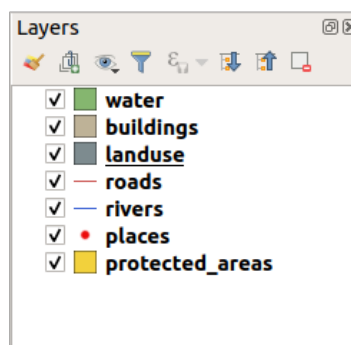 Layers
water
buildings
landuse
roads
rivers
places
protected_areas